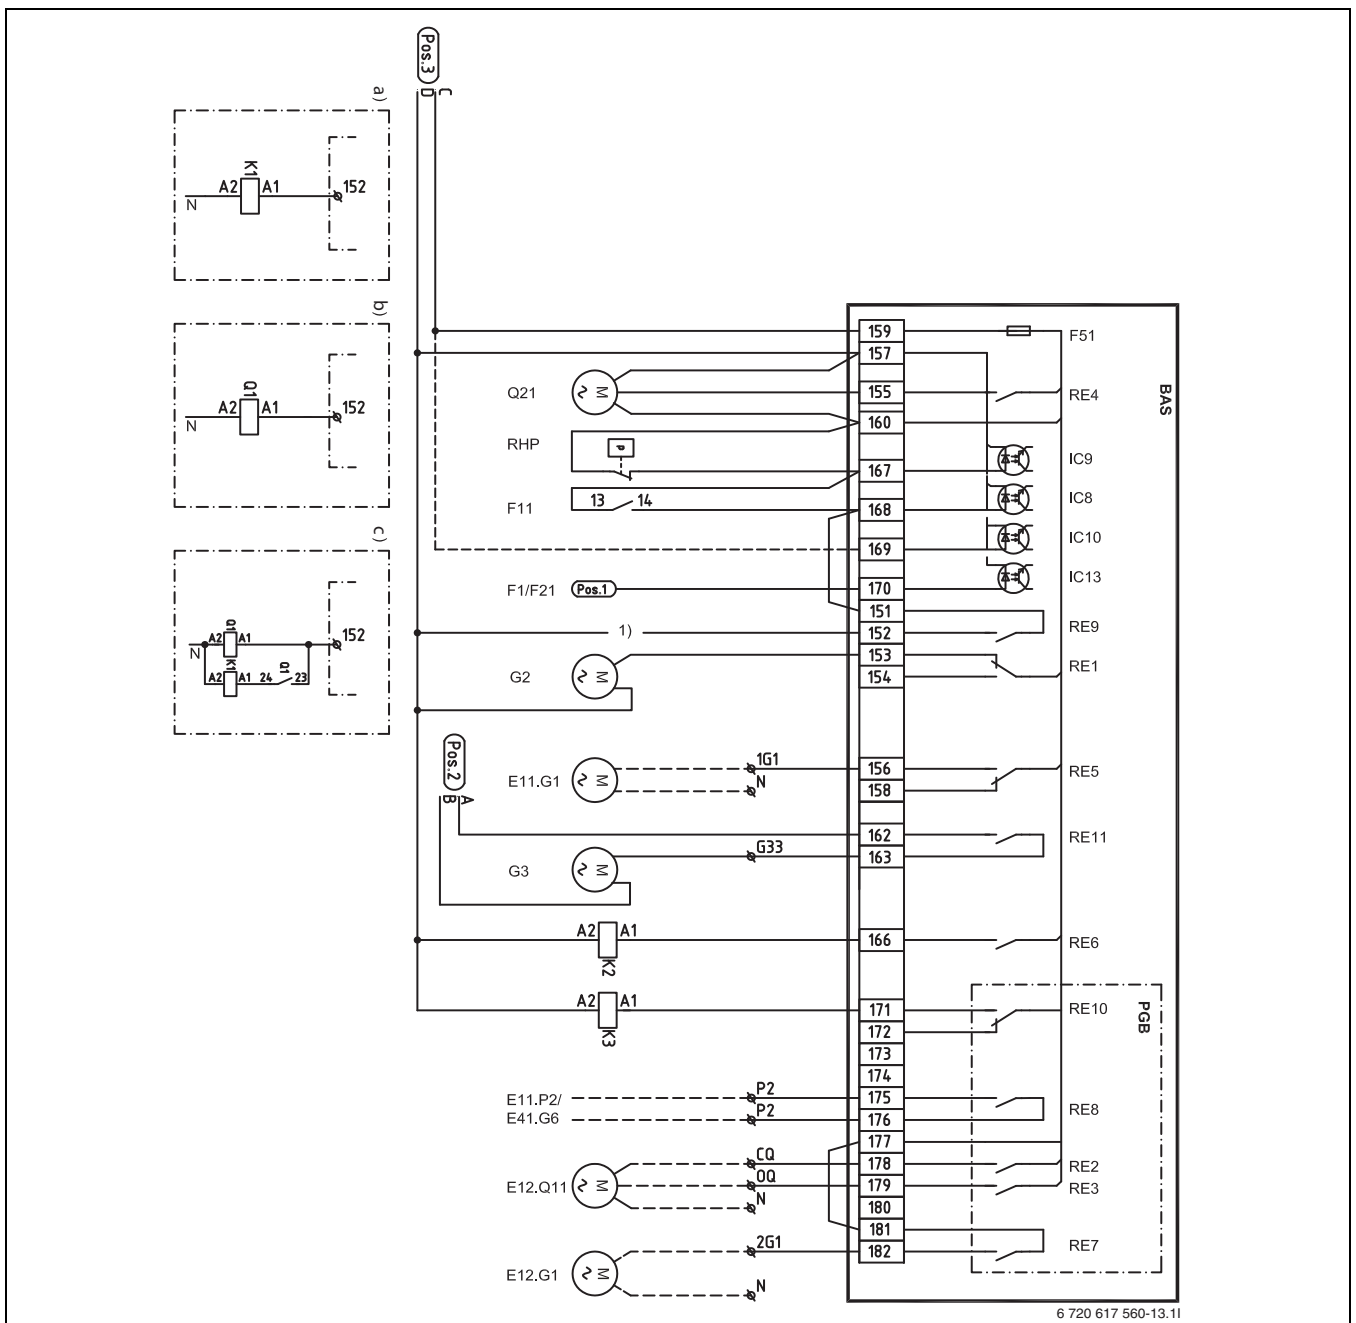 Pos.3
D C
a)
K1
A2 A1 152
N
b)
Q1
A2 A1 152
N
c)
Q1
A2 A1 152
N
K1 Q1
A2 A1 24 23
BAS
159 F51
157
Q21 M ~ 155 RE4
160
RHP P IC9
167
F11 13 14 168 IC8
169 IC10
F1/F21 Pos.1 170 IC13
151
1) 152 RE9
153
G2 M ~ 154 RE1
Pos.2
B A
1G1 156 RE5
E11.G1 M ~ N 158
162 RE11
G33 163
G3 M ~
A2 A1 166 RE6
K2
PGB
A2 A1 171 RE10
K3
172
173
174
E11.P2/ P2 175
E41.G6 P2 176 RE8
177
CQ 178 RE2
E12.Q11 M ~ OQ 179 RE3
N 180
181
2G1 182 RE7
E12.G1 M ~
N
6 720 617 560-13.1I